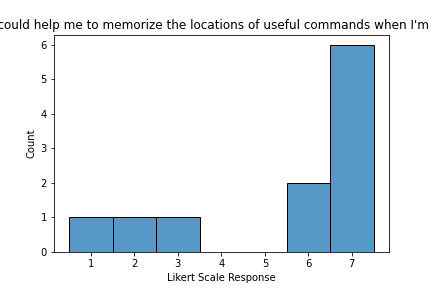 could help me to memorize the locations of useful commands when I'm
6
5
4
3
2
1
0
Count
1 2 3 4 5 6 7
Likert Scale Response